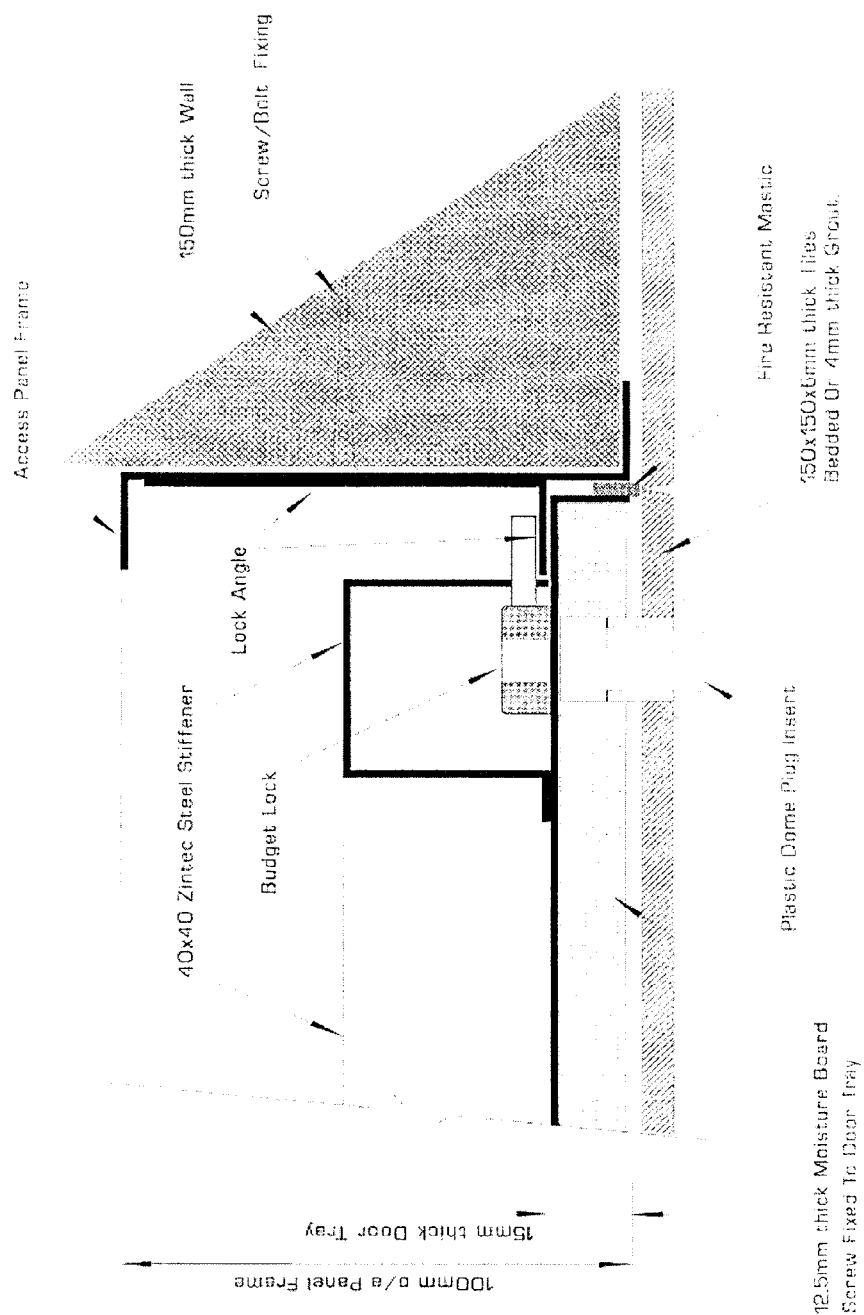 Access Panel Frame
150mm thick Wall
Screw/Bolt Fixing
40x40 Zintec Steel Stiffener
Lock Angle
Budget Lock
100mm o/a Panel Frame
15mm thick Door Tray
Fire Resistant Mastic
150x150x6mm thick Tiles
Bedded Or 4mm thick Grout.
Plastic Dome Plug Insert
12.5mm thick Moisture Board
Screw Fixed To Door Tray